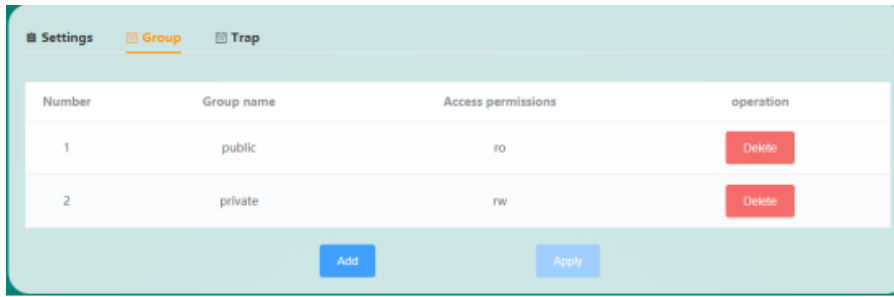 Settings Group Trap
Number Group name Access permissions operation
1 public ro Delete
2 private rw Delete
Add Apply